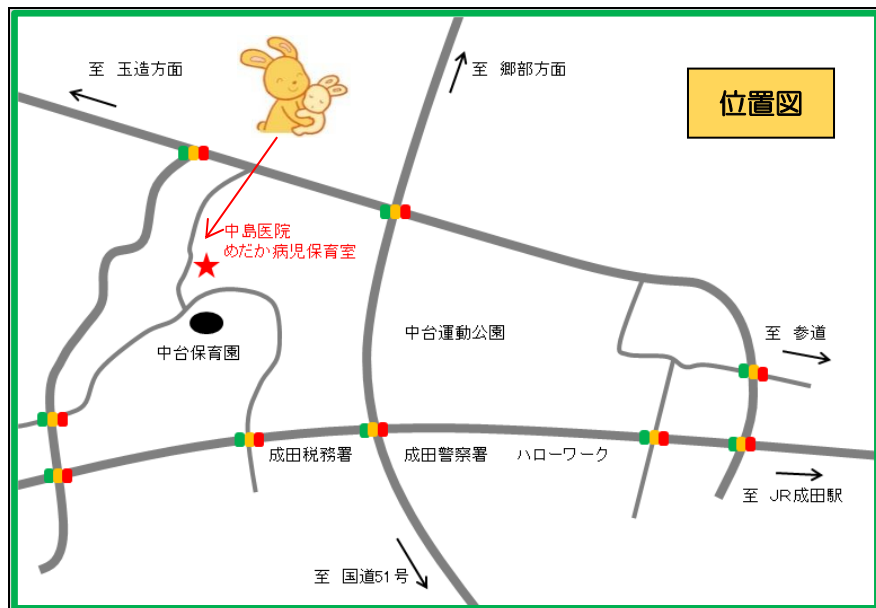 至 玉造方面
至 郷部方面
位置図
中島医院
めだか病児保育室
中台運動公園
至 参道
中台保育園
成田税務署
成田警察署
ハローワーク
至 JR成田駅
至 国道51号